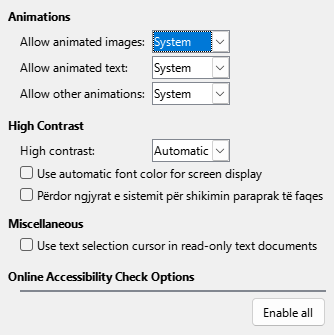 Animations
Allow animated images: System
Allow animated text: System
Allow other animations: System
High Contrast
High contrast: Automatic
Use automatic font color for screen display
Përdor ngjyrat e sistemit për shikimin paraprak të faqes
Miscellaneous
Use text selection cursor in read-only text documents
Online Accessibility Check Options
Enable all